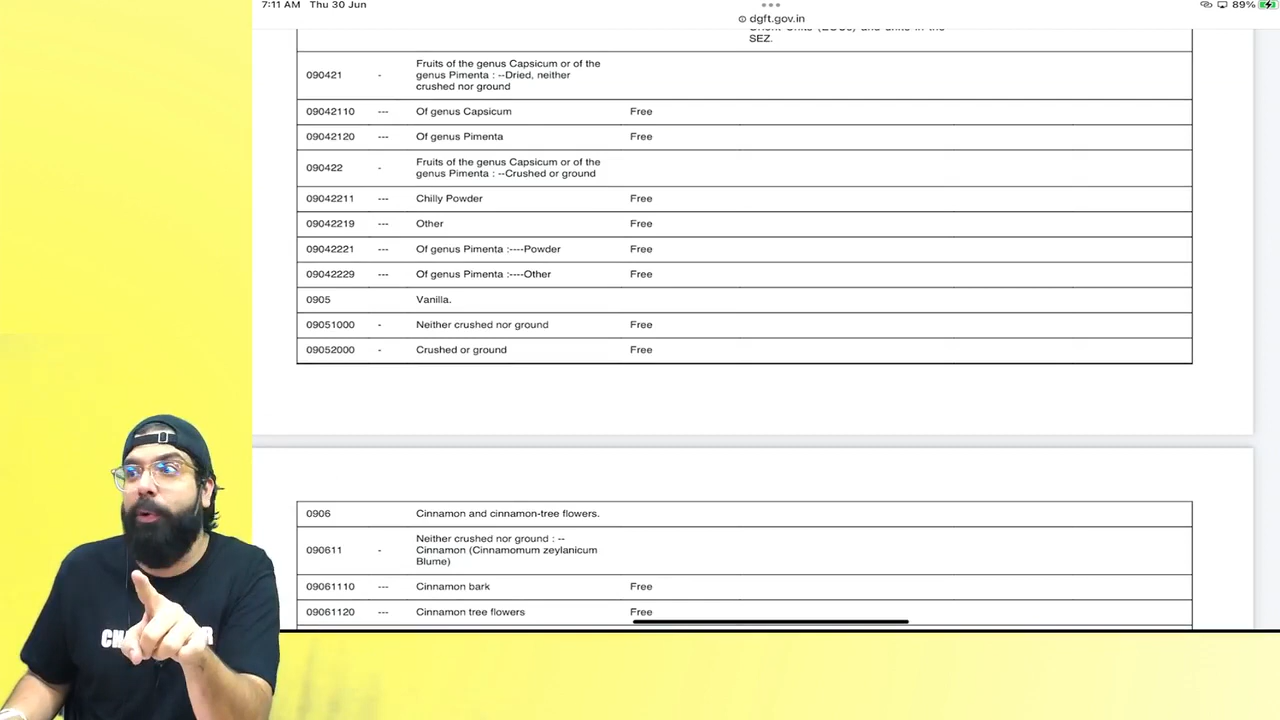 7:11 AM Thu 30 Jun
89%
dgft.gov.in
SEZ.
090421 - Fruits of the genus Capsicum or of the
genus Pimenta : --Dried, neither
crushed nor ground
09042110 --- Of genus Capsicum Free
09042120 --- Of genus Pimenta Free
090422 - Fruits of the genus Capsicum or of the
genus Pimenta : --Crushed or ground
09042211 --- Chilly Powder Free
09042219 --- Other Free
09042221 --- Of genus Pimenta :----Powder Free
09042229 --- Of genus Pimenta :----Other Free
0905 Vanilla.
09051000 - Neither crushed nor ground Free
09052000 - Crushed or ground Free
0906 Cinnamon and cinnamon-tree flowers.
090611 - Neither crushed nor ground : --
Cinnamon (Cinnamomum zeylanicum
Blume)
09061110 --- Cinnamon bark Free
09061120 --- Cinnamon tree flowers Free